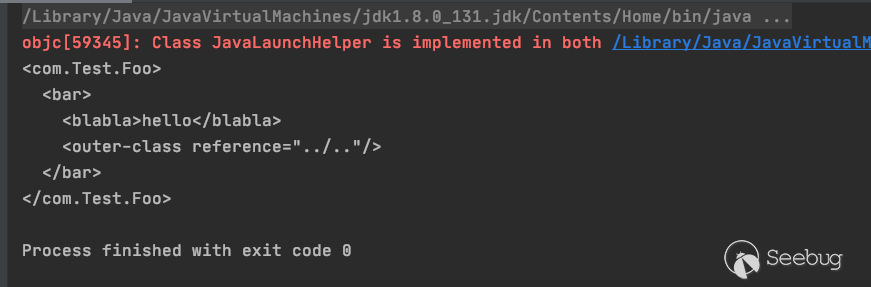 /Library/Java/JavaVirtualMachines/jdk1.8.0_131.jdk/Contents/Home/bin/java ...
objc[59345]: Class JavaLaunchHelper is implemented in both /Library/Java/JavaVirtualM
<com.Test.Foo>
  <bar>
    <blabla>hello</blabla>
    <outer-class reference="../.."/>
  </bar>
</com.Test.Foo>
Process finished with exit code 0
Seebug